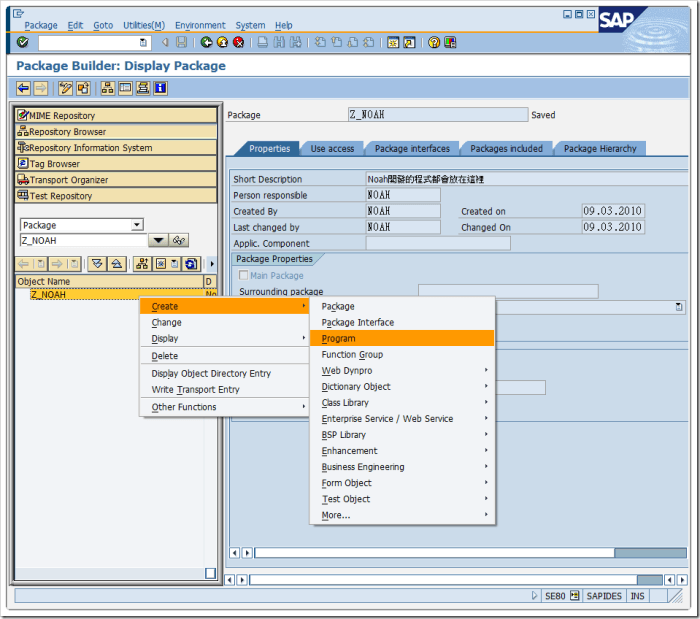 Package Edit Goto Utilities(M) Environment System Help
SAP
Package Builder: Display Package
MIME Repository
Repository Browser
Repository Information System
Tag Browser
Transport Organizer
Test Repository
Package
Z_NOAH
Object Name D
Z_NOAH No
Package Z_NOAH Saved
Properties Use access Package interfaces Packages included Package Hierarchy
Short Description Noah開發的程式都會放在這裡
Person responsible NOAH
Created By NOAH Created on 09.03.2010
Last changed by NOAH Changed On 09.03.2010
Applic. Component
Package Properties
Main Package
Surrounding package
Create
Change
Display
Delete
Display Object Directory Entry
Write Transport Entry
Other Functions
Package
Package Interface
Program
Function Group
Web Dynpro
Dictionary Object
Class Library
Enterprise Service / Web Service
BSP Library
Enhancement
Business Engineering
Form Object
Test Object
More...
SE80 SAPIDES INS